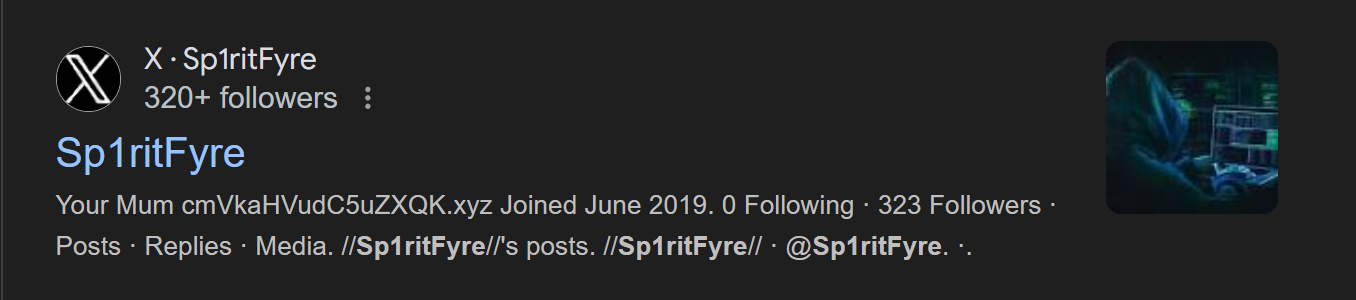 X · Sp1ritFyre
320+ followers
Sp1ritFyre
Your Mum cmVkaHVudC5uZXQK.xyz Joined June 2019. 0 Following · 323 Followers ·
Posts · Replies · Media. //Sp1ritFyre//'s posts. //Sp1ritFyre// · @Sp1ritFyre. ·.